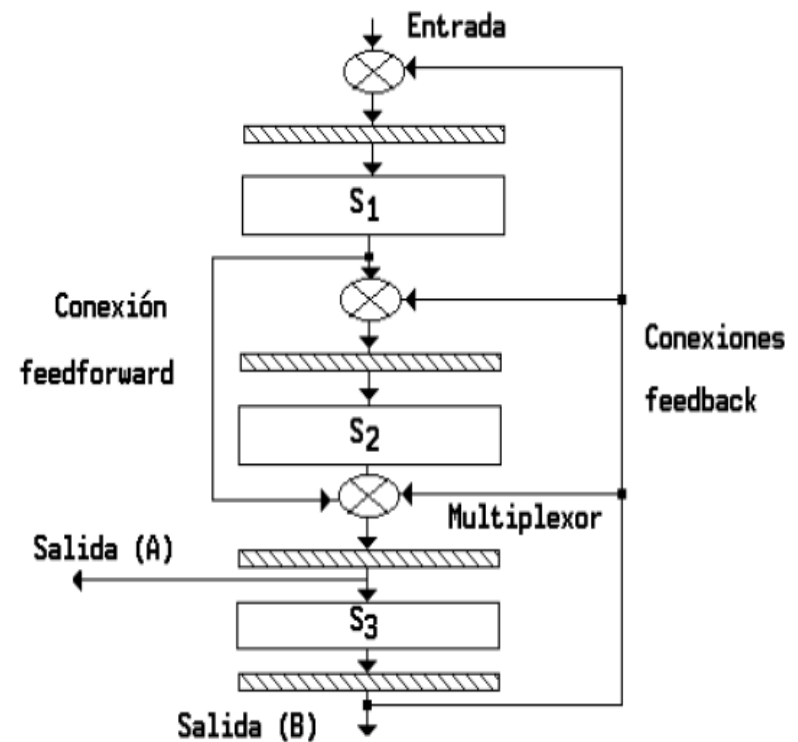 Entrada
S1
Conexión
feedforward
Conexiones
feedback
S2
Multiplexor
Salida (A)
S3
Salida (B)